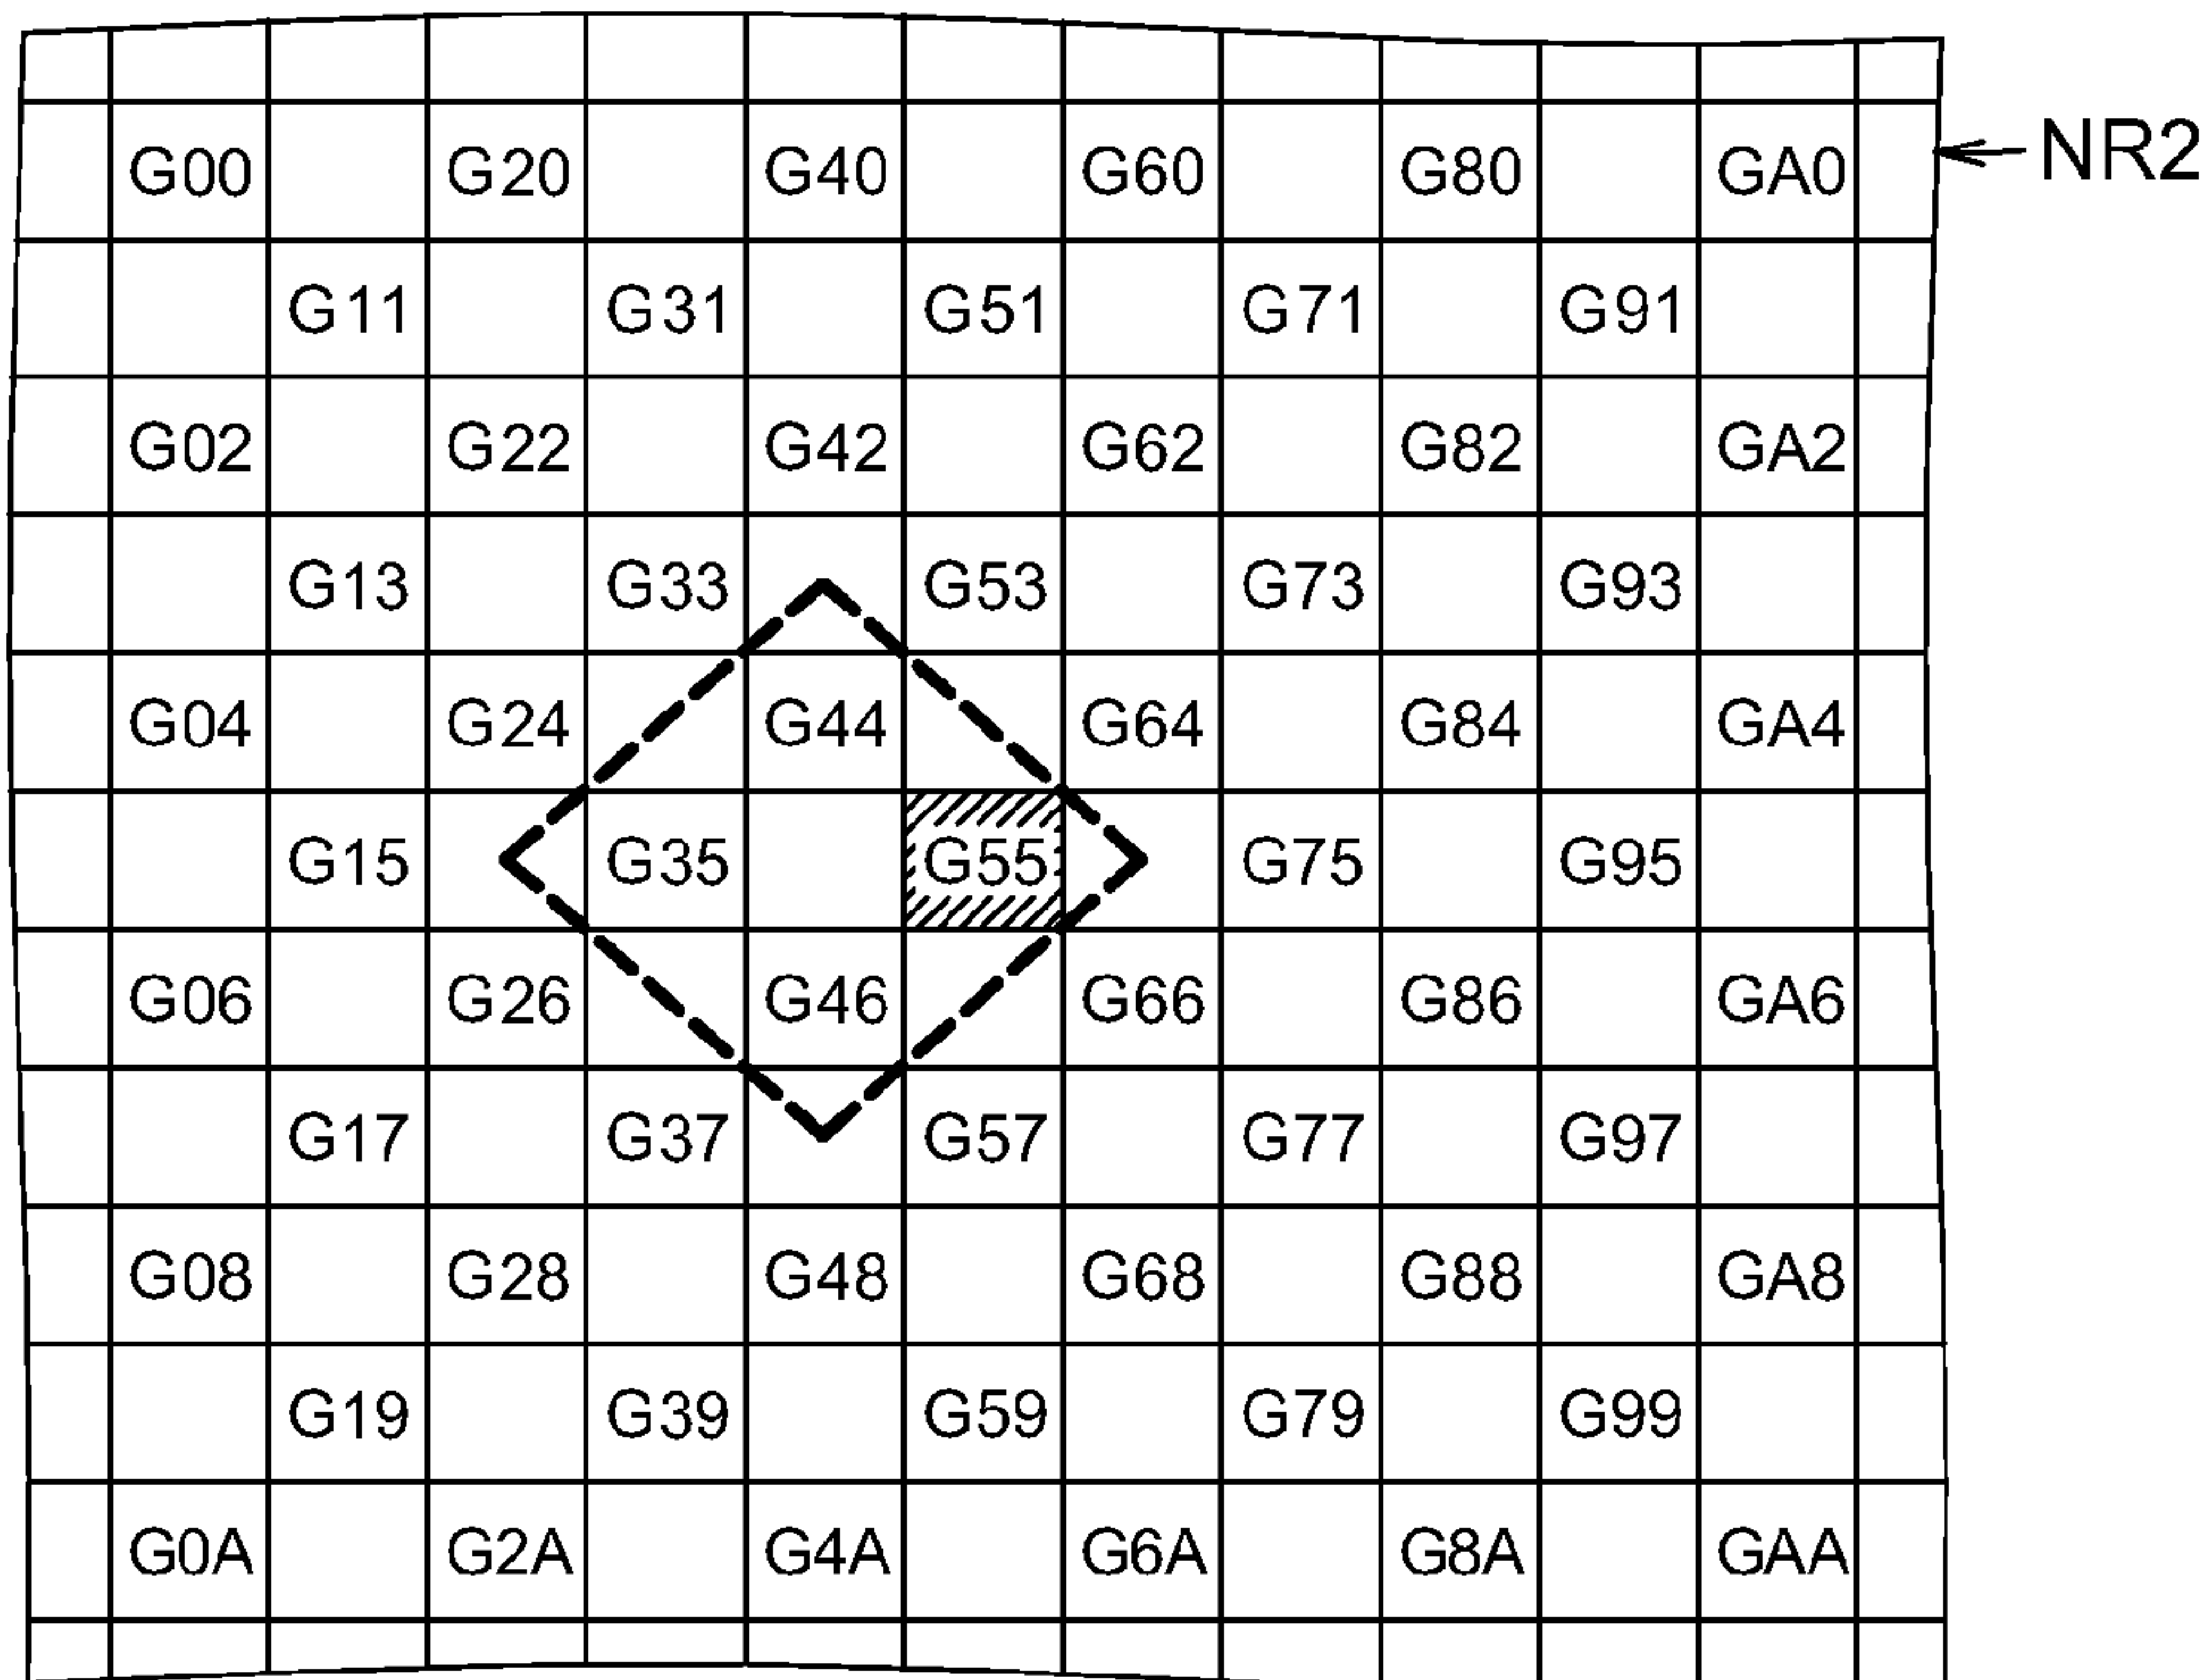 G00 G20 G40 G60 G80 GA0 NR2
G11 G31 G51 G71 G91
G02 G22 G42 G62 G82 GA2
G13 G33 G53 G73 G93
G04 G24 G44 G64 G84 GA4
G15 G35 G55 G75 G95
G06 G26 G46 G66 G86 GA6
G17 G37 G57 G77 G97
G08 G28 G48 G68 G88 GA8
G19 G39 G59 G79 G99
G0A G2A G4A G6A G8A GAA